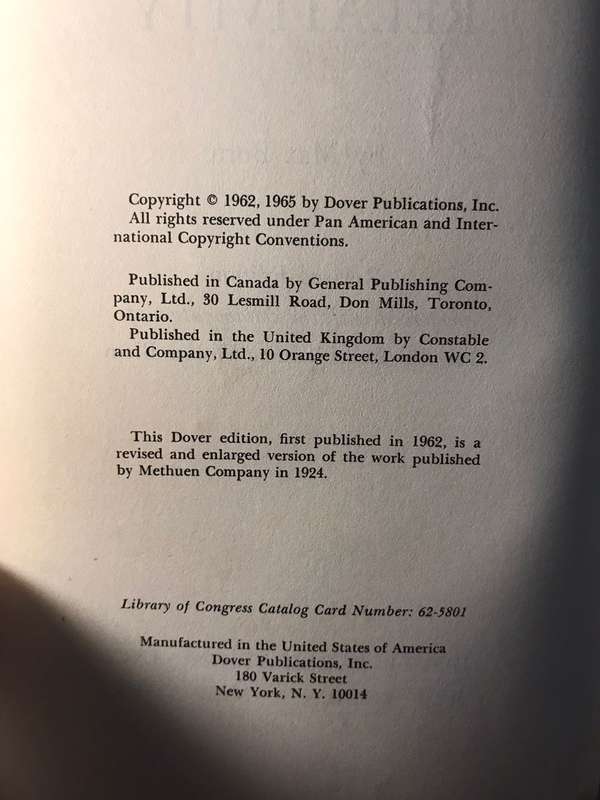 Copyright © 1962, 1965 by Dover Publications, Inc.
All rights reserved under Pan American and Inter-
national Copyright Conventions.
Published in Canada by General Publishing Com-
pany, Ltd., 30 Lesmill Road, Don Mills, Toronto,
Ontario.
Published in the United Kingdom by Constable
and Company, Ltd., 10 Orange Street, London WC 2.
This Dover edition, first published in 1962, is a
revised and enlarged version of the work published
by Methuen Company in 1924.
Library of Congress Catalog Card Number: 62-5801
Manufactured in the United States of America
Dover Publications, Inc.
180 Varick Street
New York, N. Y. 10014